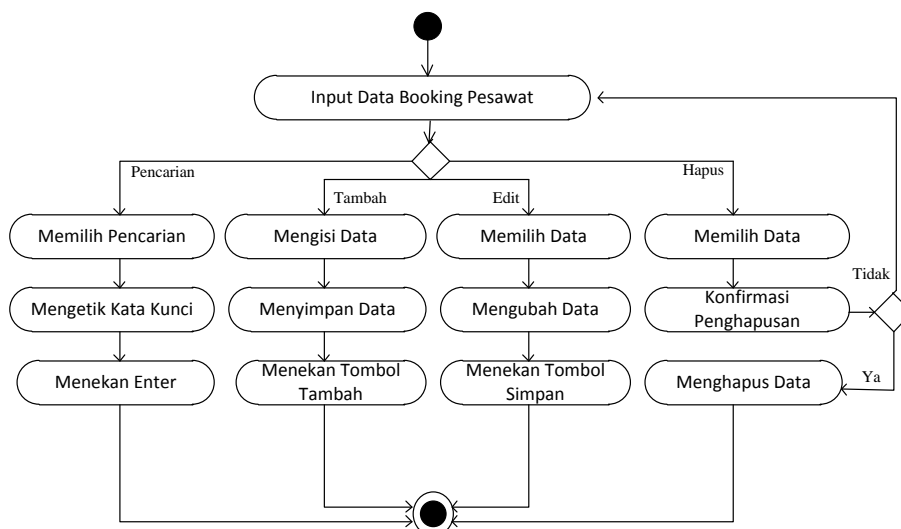 Input Data Booking Pesawat
Pencarian
Tambah
Edit
Hapus
Memilih Pencarian
Mengisi Data
Memilih Data
Memilih Data
Tidak
Mengetik Kata Kunci
Menyimpan Data
Mengubah Data
Konfirmasi
Penghapusan
Menekan Enter
Menekan Tombol
Tambah
Menekan Tombol
Simpan
Menghapus Data
Ya